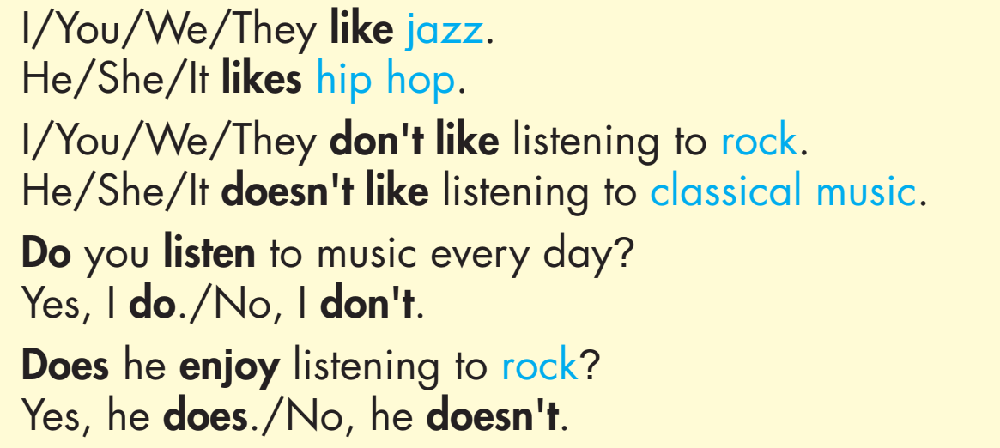 I/You/We/They like jazz.
He/She/It likes hip hop.
I/You/We/They don't like listening to rock.
He/She/It doesn't like listening to classical music.
Do you listen to music every day?
Yes, I do./No, I don't.
Does he enjoy listening to rock?
Yes, he does./No, he doesn't.